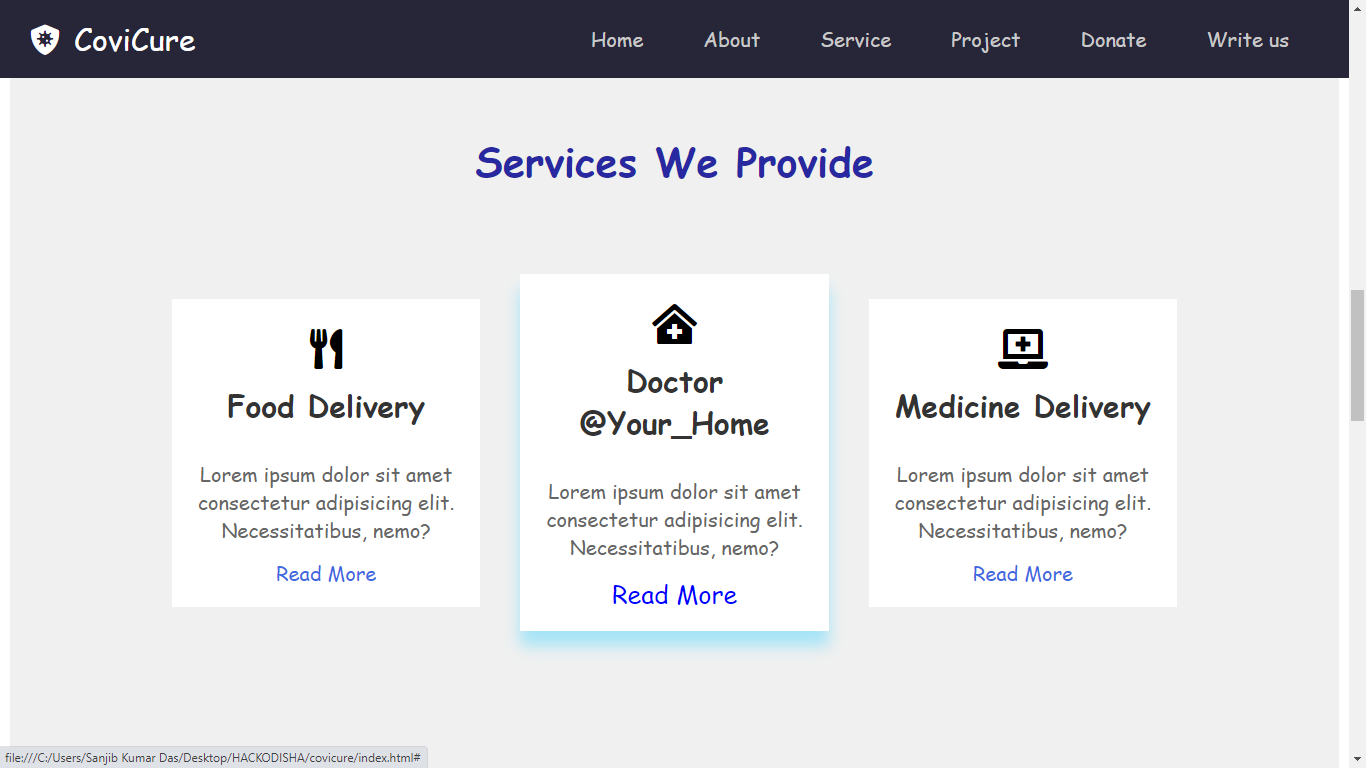 CoviCure
Home About Service Project Donate Write us
Services We Provide
Food Delivery
Lorem ipsum dolor sit amet
consectetur adipisicing elit.
Necessitatibus, nemo?
Read More
Doctor
@Your_Home
Lorem ipsum dolor sit amet
consectetur adipisicing elit.
Necessitatibus, nemo?
Read More
Medicine Delivery
Lorem ipsum dolor sit amet
consectetur adipisicing elit.
Necessitatibus, nemo?
Read More
file:///C:/Users/Sanjib Kumar Das/Desktop/HACKODISHA/covicure/index.html#